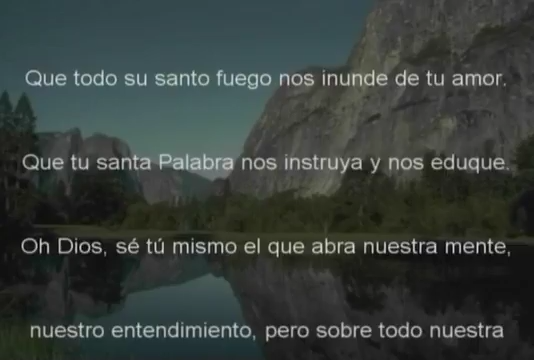 Que todo su santo fuego nos inunde de tu amor.
Que tu santa Palabra nos instruya y nos eduque.
Oh Dios, sé tú mismo el que abra nuestra mente,
nuestro entendimiento, pero sobre todo nuestra